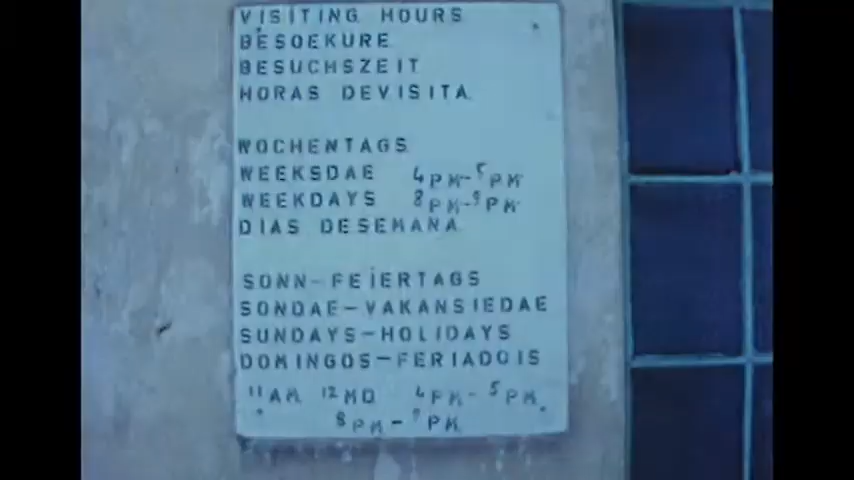 VISITING HOURS
BESOEKURE
BESUCHSZEIT
HORAS DEVISITA
WOCHENTAGS
WEEKSDAE 4PM-5PM
WEEKDAYS 8PM-9PM
DIAS DESEMANA
SONN-FEIERTAGS
SONDAE-VAKANSIEDAE
SUNDAYS-HOLIDAYS
DOMINGOS-FERIADOIS
11AM 12MD 4PM-5PM
8PM-9PM